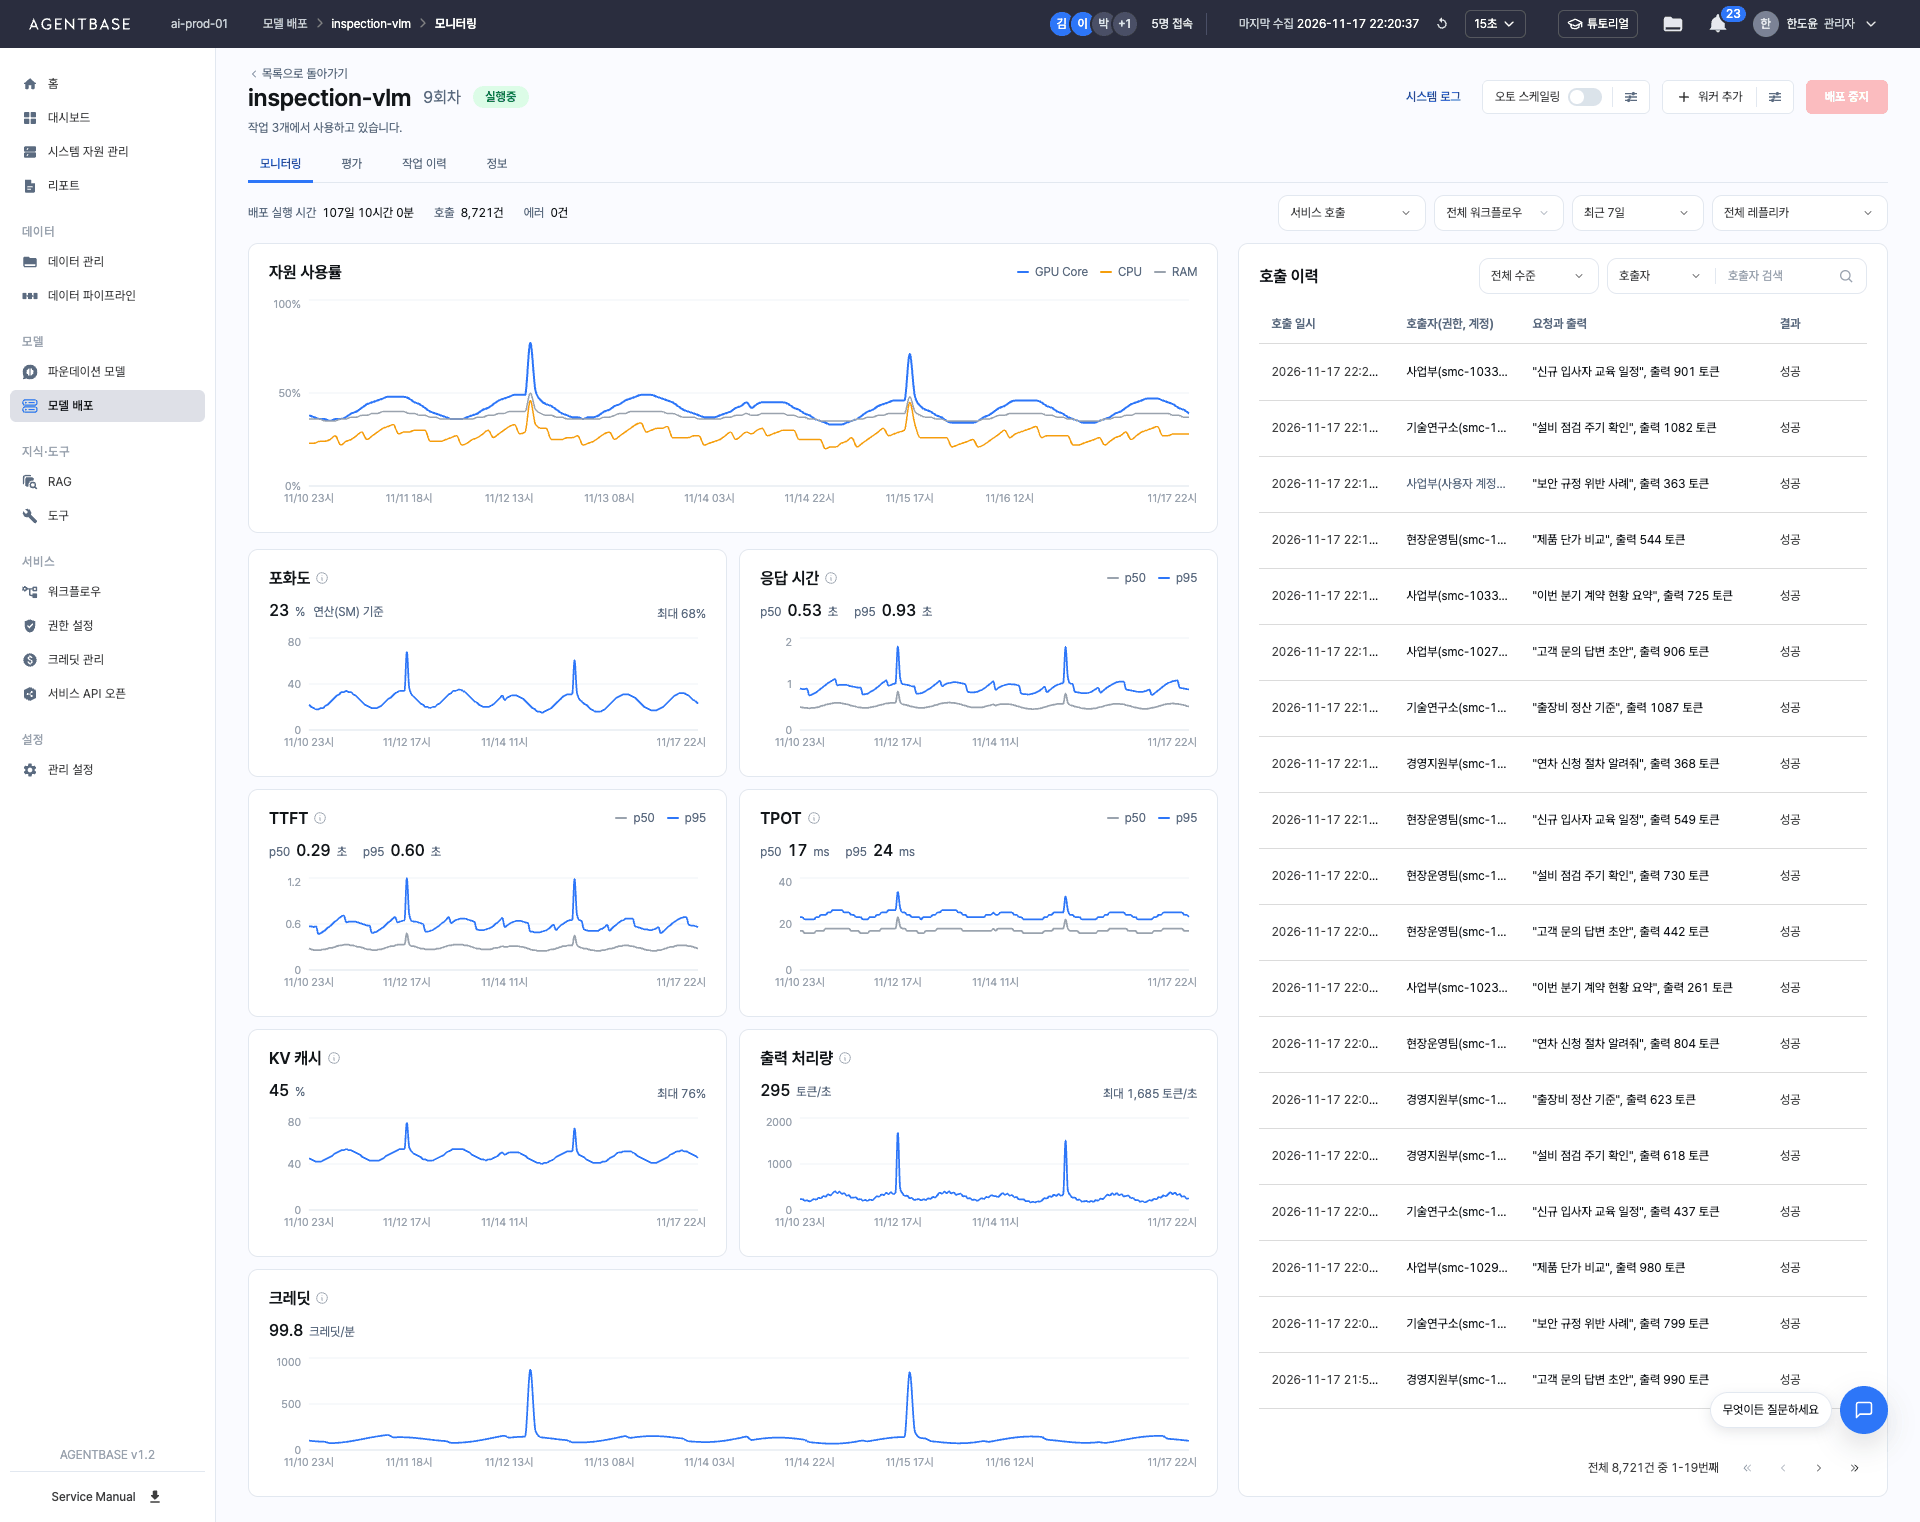 AGENTBASE
ai-prod-01
모델 배포 > inspection-vlm > 모니터링
김 이 박 +1 5명 접속
마지막 수집 2026-11-17 22:20:37
15초
튜토리얼
23
한 한도윤 관리자
홈
대시보드
시스템 자원 관리
리포트
데이터
데이터 관리
데이터 파이프라인
모델
파운데이션 모델
모델 배포
지식·도구
RAG
도구
서비스
워크플로우
권한 설정
크레딧 관리
서비스 API 오픈
설정
관리 설정
AGENTBASE v1.2
Service Manual
목록으로 돌아가기
inspection-vlm 9회차 실행중
작업 3개에서 사용하고 있습니다.
시스템 로그
오토 스케일링
워커 추가
배포 중지
모니터링 평가 작업 이력 정보
배포 실행 시간 107일 10시간 0분 호출 8,721건 에러 0건
서비스 호출 전체 워크플로우 최근 7일 전체 레플리카
자원 사용률
GPU Core CPU RAM
100%
50%
0%
11/10 23시 11/11 18시 11/12 13시 11/13 08시 11/14 03시 11/14 22시 11/15 17시 11/16 12시 11/17 22시
포화도
23 % 연산(SM) 기준 최대 68%
80
40
0
11/10 23시 11/12 17시 11/14 11시 11/17 22시
응답 시간
p50 p95
p50 0.53 초 p95 0.93 초
2
1
0
11/10 23시 11/12 17시 11/14 11시 11/17 22시
TTFT
p50 p95
p50 0.29 초 p95 0.60 초
1.2
0.6
0
11/10 23시 11/12 17시 11/14 11시 11/17 22시
TPOT
p50 p95
p50 17 ms p95 24 ms
40
20
0
11/10 23시 11/12 17시 11/14 11시 11/17 22시
KV 캐시
45 % 최대 76%
80
40
0
11/10 23시 11/12 17시 11/14 11시 11/17 22시
출력 처리량
295 토큰/초 최대 1,685 토큰/초
2000
1000
0
11/10 23시 11/12 17시 11/14 11시 11/17 22시
크레딧
99.8 크레딧/분
1000
500
0
11/10 23시 11/11 18시 11/12 13시 11/13 08시 11/14 03시 11/14 22시 11/15 17시 11/16 12시 11/17 22시
호출 이력
전체 수준 호출자 호출자 검색
호출 일시 호출자(권한, 계정) 요청과 출력 결과
2026-11-17 22:2... 사업부(smc-1033... "신규 입사자 교육 일정", 출력 901 토큰 성공
2026-11-17 22:1... 기술연구소(smc-1... "설비 점검 주기 확인", 출력 1082 토큰 성공
2026-11-17 22:1... 사업부(사용자 계정... "보안 규정 위반 사례", 출력 363 토큰 성공
2026-11-17 22:1... 현장운영팀(smc-1... "제품 단가 비교", 출력 544 토큰 성공
2026-11-17 22:1... 사업부(smc-1033... "이번 분기 계약 현황 요약", 출력 725 토큰 성공
2026-11-17 22:1... 사업부(smc-1027... "고객 문의 답변 초안", 출력 906 토큰 성공
2026-11-17 22:1... 기술연구소(smc-1... "출장비 정산 기준", 출력 1087 토큰 성공
2026-11-17 22:1... 경영지원부(smc-1... "연차 신청 절차 알려줘", 출력 368 토큰 성공
2026-11-17 22:1... 현장운영팀(smc-1... "신규 입사자 교육 일정", 출력 549 토큰 성공
2026-11-17 22:0... 현장운영팀(smc-1... "설비 점검 주기 확인", 출력 730 토큰 성공
2026-11-17 22:0... 현장운영팀(smc-1... "고객 문의 답변 초안", 출력 442 토큰 성공
2026-11-17 22:0... 사업부(smc-1023... "이번 분기 계약 현황 요약", 출력 261 토큰 성공
2026-11-17 22:0... 현장운영팀(smc-1... "연차 신청 절차 알려줘", 출력 804 토큰 성공
2026-11-17 22:0... 경영지원부(smc-1... "출장비 정산 기준", 출력 623 토큰 성공
2026-11-17 22:0... 경영지원부(smc-1... "설비 점검 주기 확인", 출력 618 토큰 성공
2026-11-17 22:0... 기술연구소(smc-1... "신규 입사자 교육 일정", 출력 437 토큰 성공
2026-11-17 22:0... 사업부(smc-1029... "제품 단가 비교", 출력 980 토큰 성공
2026-11-17 22:0... 기술연구소(smc-1... "보안 규정 위반 사례", 출력 799 토큰 성공
2026-11-17 21:5... 경영지원부(smc-1... "고객 문의 답변 초안", 출력 990 토큰 성공
무엇이든 질문하세요
전체 8,721건 중 1-19번째